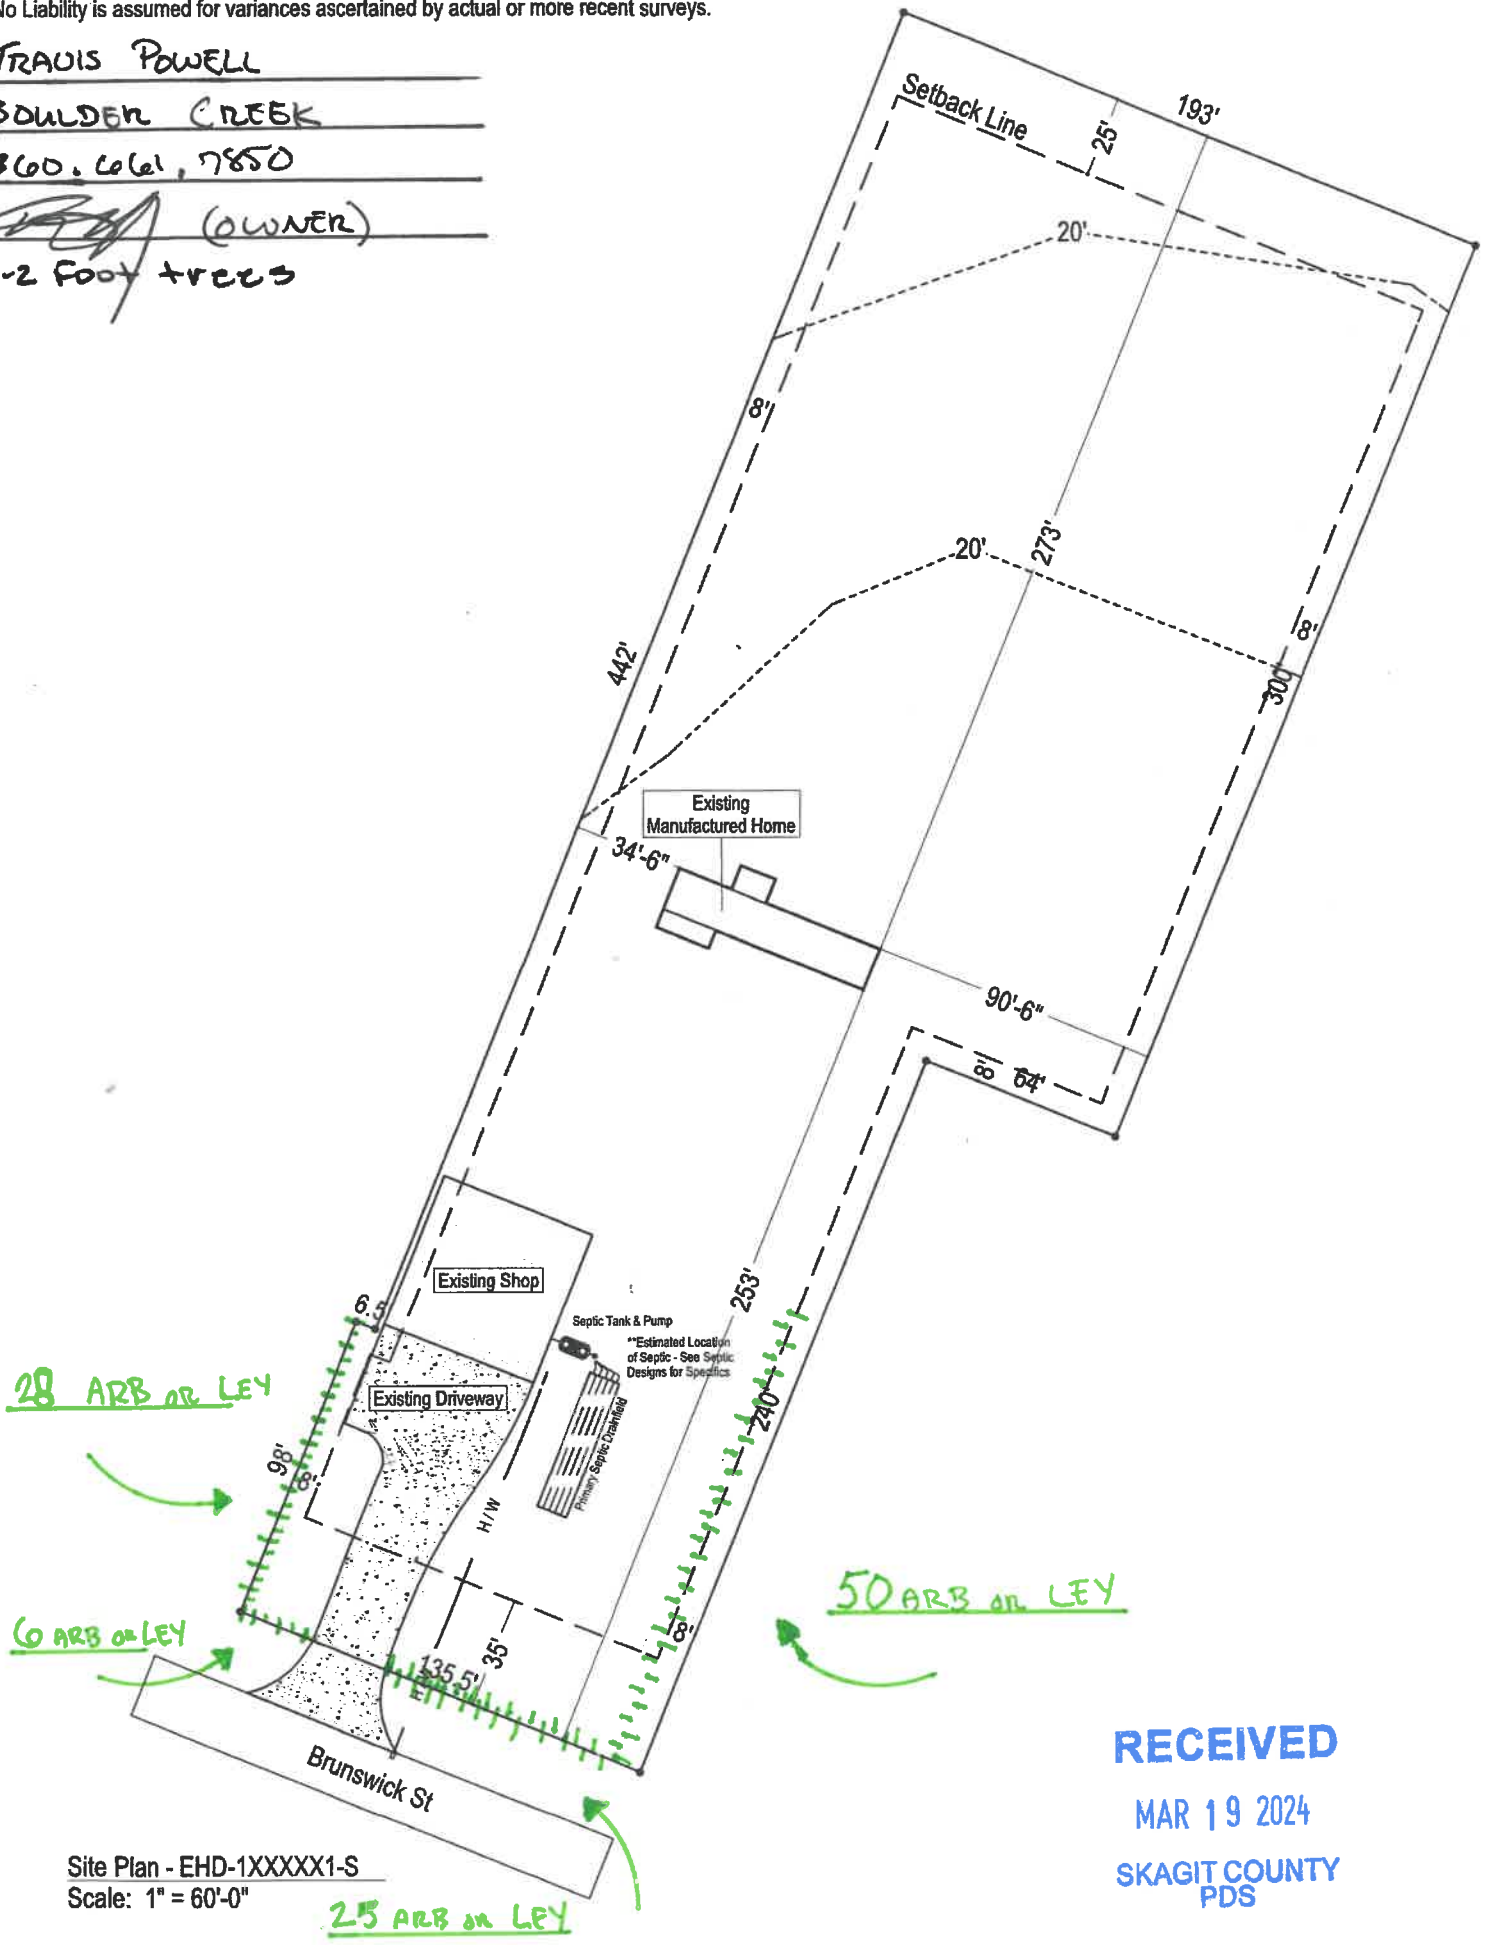 No Liability is assumed for variances ascertained by actual or more recent surveys.
TRAVIS POWELL
BOULDER CREEK
360.661.7850
(OWNER)
-2 Foot trees
Setback Line
25'
193'
20'
8'
20'
273'
442'
8'
300'
Existing
Manufactured Home
34'-6"
90'-6"
8'
64'
Existing Shop
253'
6.5
Septic Tank & Pump
**Estimated Location
of Septic - See Septic
Designs for Specifics
28 ARB OR LEY
Existing Driveway
240'
Primary Septic Drainfield
98'
8'
H / W
50 ARB OR LEY
6 ARB OR LEY
8'
35'
135.5'
Brunswick St
RECEIVED
MAR 19 2024
SKAGIT COUNTY
PDS
Site Plan - EHD-1XXXXX1-S
Scale: 1" = 60'-0"
25 ARB OR LEY